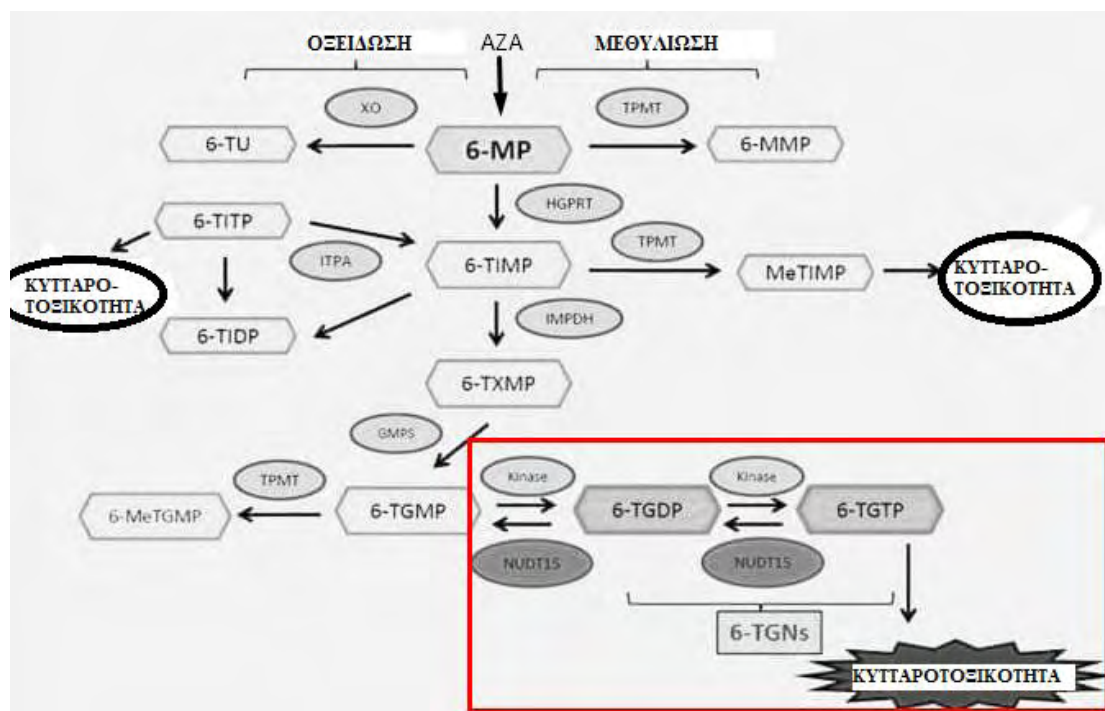 ΟΞΕΙΔΩΣΗ
AZA
ΜΕΘΥΛΙΩΣΗ
XO
TPMT
6-TU
6-MP
6-MMP
HGPRT
6-TITP
TPMT
ITPA
6-TIMP
MeTIMP
ΚΥΤΤΑΡΟ-
ΤΟΞΙΚΟΤΗΤΑ
ΚΥΤΤΑΡΟ-
ΤΟΞΙΚΟΤΗΤΑ
IMPDH
6-TIDP
6-TXMP
GMPS
TPMT
Kinase
Kinase
6-MeTGMP
6-TGMP
6-TGDP
6-TGTP
NUDT15
NUDT15
6-TGNs
ΚΥΤΤΑΡΟΤΟΞΙΚΟΤΗΤΑ